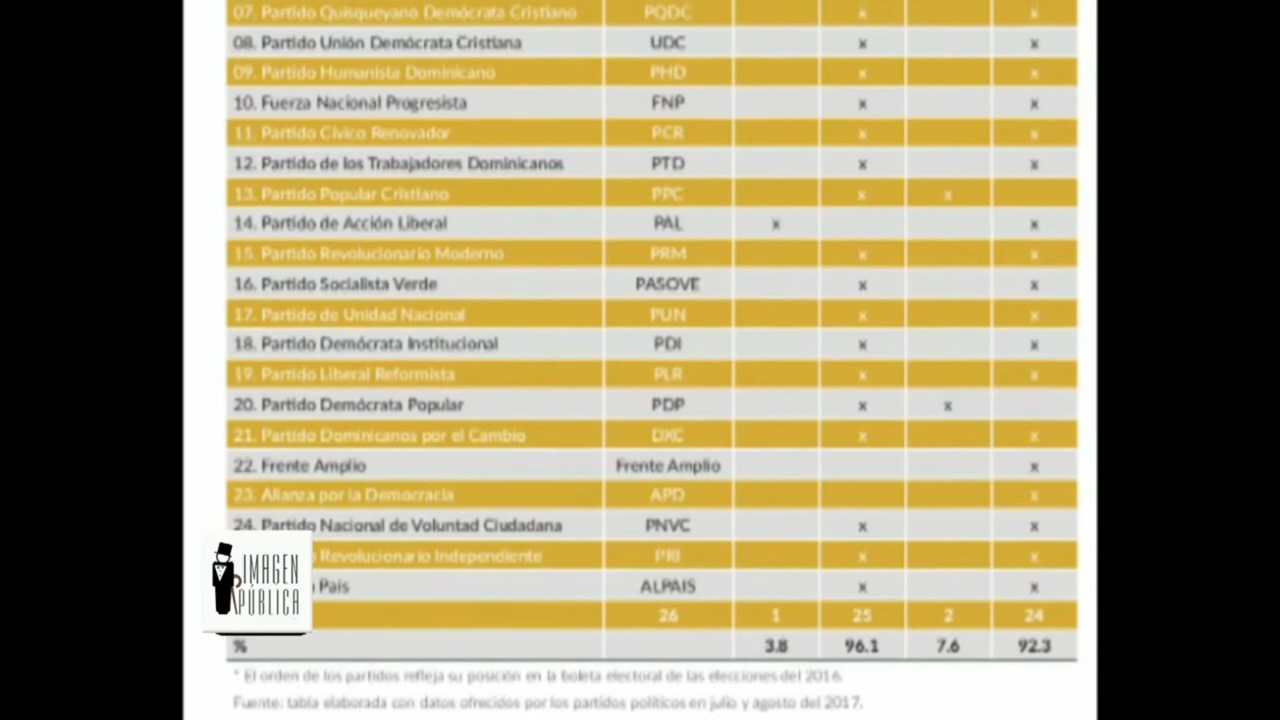 07. Partido Quisqueyano Demócrata Cristiano PQDC x x
08. Partido Unión Demócrata Cristiana UDC x x
09. Partido Humanista Dominicano PHD x x
10. Fuerza Nacional Progresista FNP x x
11. Partido Cívico Renovador PCR x x
12. Partido de los Trabajadores Dominicanos PTD x x
13. Partido Popular Cristiano PPC x x
14. Partido de Acción Liberal PAL x x
15. Partido Revolucionario Moderno PRM x x
16. Partido Socialista Verde PASOVE x x
17. Partido de Unidad Nacional PUN x x
18. Partido Demócrata Institucional PDI x x
19. Partido Liberal Reformista PLR x x
20. Partido Demócrata Popular PDP x x
21. Partido Dominicanos por el Cambio DXC x x
22. Frente Amplio Frente Amplio x
23. Alianza por la Democracia APD x
24. Partido Nacional de Voluntad Ciudadana PNVC x x
Revolucionario Independiente PRI x x
País ALPAIS x x
26 1 25 2 24
% 3.8 96.1 7.6 92.3
* El orden de los partidos refleja su posición en la boleta electoral de las elecciones del 2016.
Fuente: tabla elaborada con datos ofrecidos por los partidos políticos en julio y agosto del 2017.
IMAGEN
PÚBLICA